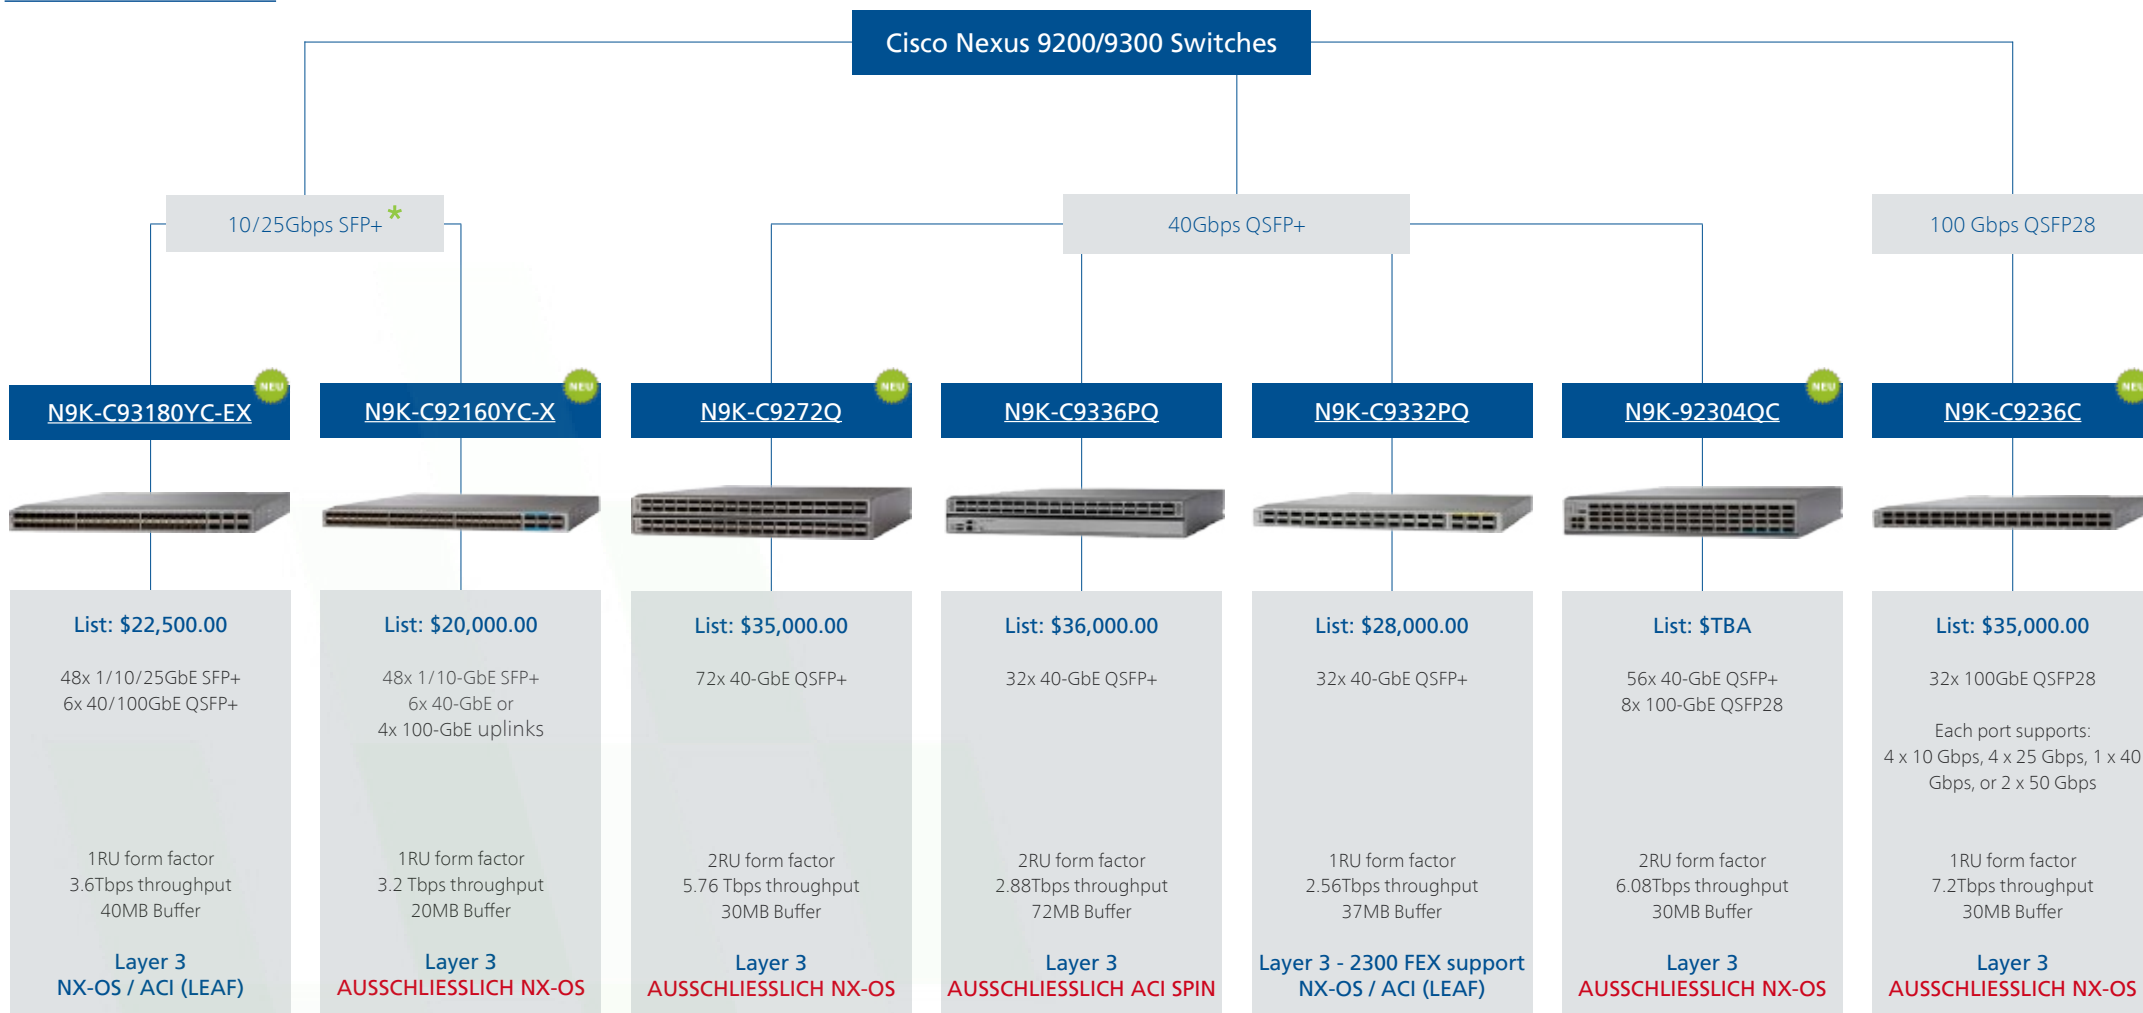 Cisco Nexus 9200/9300 Switches
10/25Gbps SFP+ *
40Gbps QSFP+
100 Gbps QSFP28
NEU
N9K-C93180YC-EX
NEU
N9K-C92160YC-X
NEU
N9K-C9272Q
N9K-C9336PQ
N9K-C9332PQ
NEU
N9K-92304QC
NEU
N9K-C9236C
List: $22,500.00
48x 1/10/25GbE SFP+
6x 40/100GbE QSFP+
1RU form factor
3.6Tbps throughput
40MB Buffer
Layer 3
NX-OS / ACI (LEAF)
List: $20,000.00
48x 1/10-GbE SFP+
6x 40-GbE or
4x 100-GbE uplinks
1RU form factor
3.2 Tbps throughput
20MB Buffer
Layer 3
AUSSCHLIESSLICH NX-OS
List: $35,000.00
72x 40-GbE QSFP+
2RU form factor
5.76 Tbps throughput
30MB Buffer
Layer 3
AUSSCHLIESSLICH NX-OS
List: $36,000.00
32x 40-GbE QSFP+
2RU form factor
2.88Tbps throughput
72MB Buffer
Layer 3
AUSSCHLIESSLICH ACI SPIN
List: $28,000.00
32x 40-GbE QSFP+
1RU form factor
2.56Tbps throughput
37MB Buffer
Layer 3 - 2300 FEX support
NX-OS / ACI (LEAF)
List: $TBA
56x 40-GbE QSFP+
8x 100-GbE QSFP28
2RU form factor
6.08Tbps throughput
30MB Buffer
Layer 3
AUSSCHLIESSLICH NX-OS
List: $35,000.00
32x 100GbE QSFP28
Each port supports:
4 x 10 Gbps, 4 x 25 Gbps, 1 x 40
Gbps, or 2 x 50 Gbps
1RU form factor
7.2Tbps throughput
30MB Buffer
Layer 3
AUSSCHLIESSLICH NX-OS